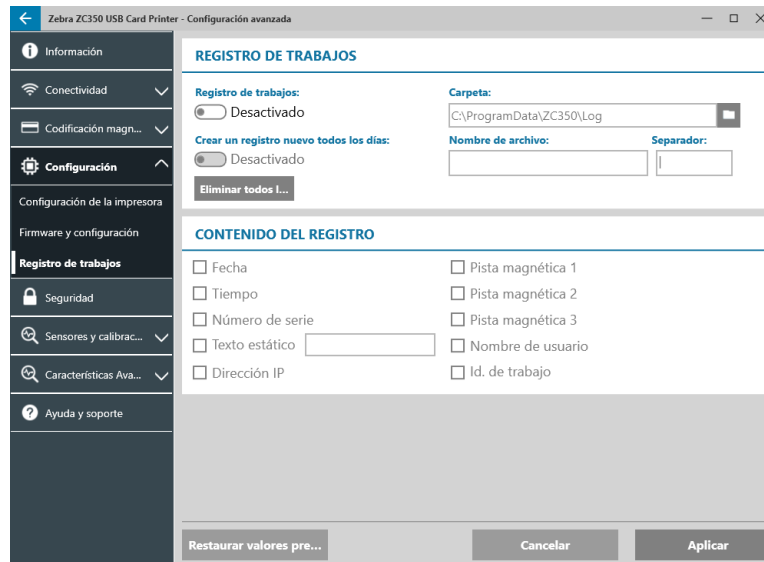 Zebra ZC350 USB Card Printer - Configuración avanzada
Información
Conectividad
Codificación magn...
Configuración
Configuración de la impresora
Firmware y configuración
Registro de trabajos
Seguridad
Sensores y calibrac...
Características Ava...
Ayuda y soporte
REGISTRO DE TRABAJOS
Registro de trabajos:
Desactivado
Crear un registro nuevo todos los días:
Desactivado
Eliminar todos l...
Carpeta:
C:\ProgramData\ZC350\Log
Nombre de archivo:
Separador:
|
CONTENIDO DEL REGISTRO
Fecha
Tiempo
Número de serie
Texto estático
Dirección IP
Pista magnética 1
Pista magnética 2
Pista magnética 3
Nombre de usuario
Id. de trabajo
Restaurar valores pre...
Cancelar
Aplicar